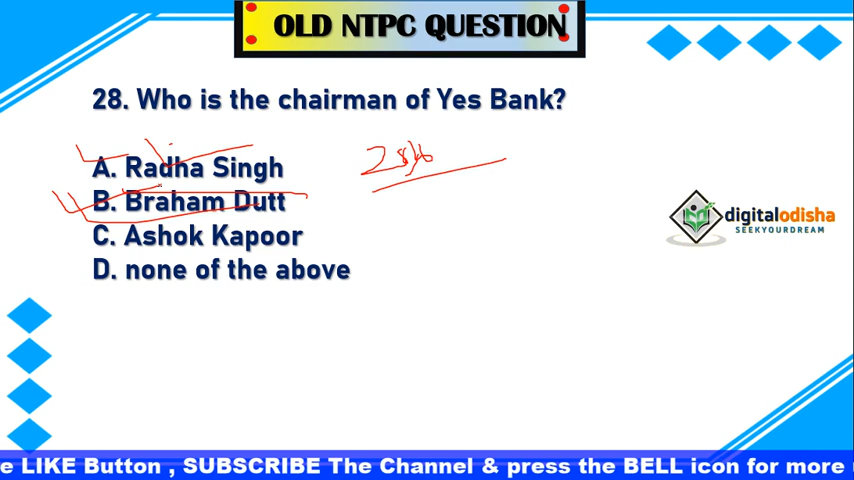 OLD NTPC QUESTION
28. Who is the chairman of Yes Bank?
A. Radha Singh
B. Braham Dutt
C. Ashok Kapoor
D. none of the above
digitalodisha
SEEKYOURDREAM
e LIKE Button , SUBSCRIBE The Channel & press the BELL icon for more